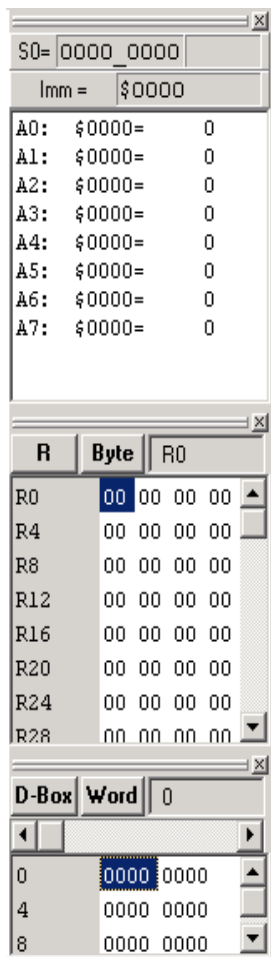 S0= 0000_0000
Imm = $0000
A0: $0000= 0
A1: $0000= 0
A2: $0000= 0
A3: $0000= 0
A4: $0000= 0
A5: $0000= 0
A6: $0000= 0
A7: $0000= 0
R Byte R0
R0 00 00 00 00
R4 00 00 00 00
R8 00 00 00 00
R12 00 00 00 00
R16 00 00 00 00
R20 00 00 00 00
R24 00 00 00 00
R28 00 00 00 00
D-Box Word 0
0 0000 0000
4 0000 0000
8 0000 0000